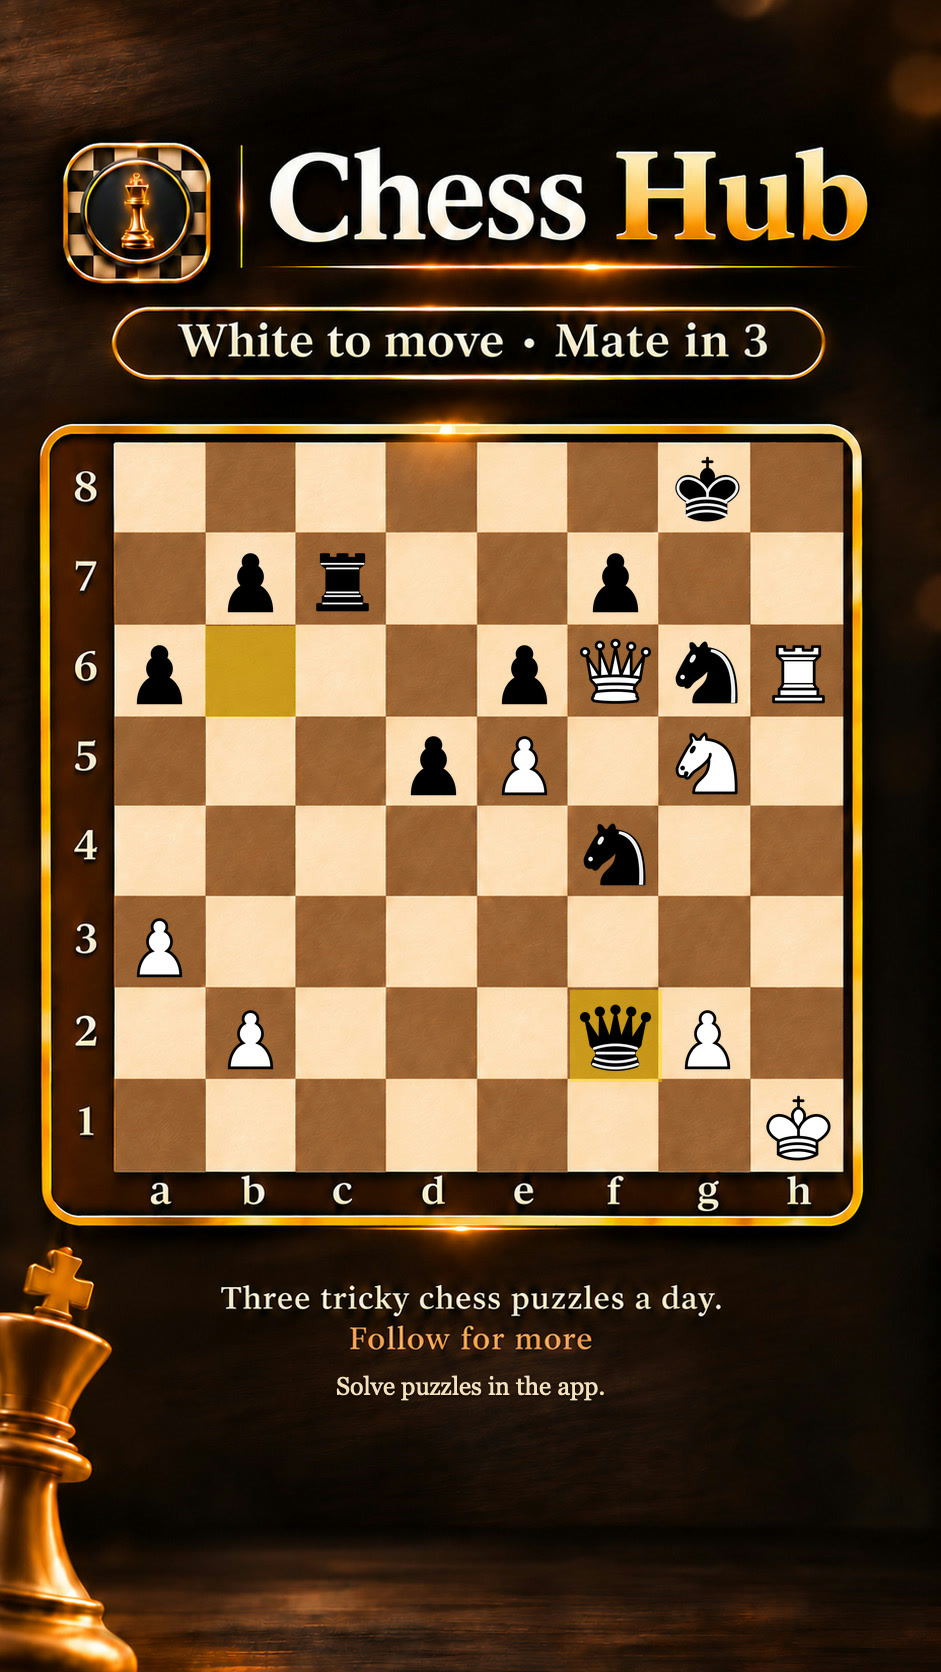 Chess Hub
White to move • Mate in 3
8
7
6
5
4
3
2
1
a b c d e f g h
Three tricky chess puzzles a day.
Follow for more
Solve puzzles in the app.